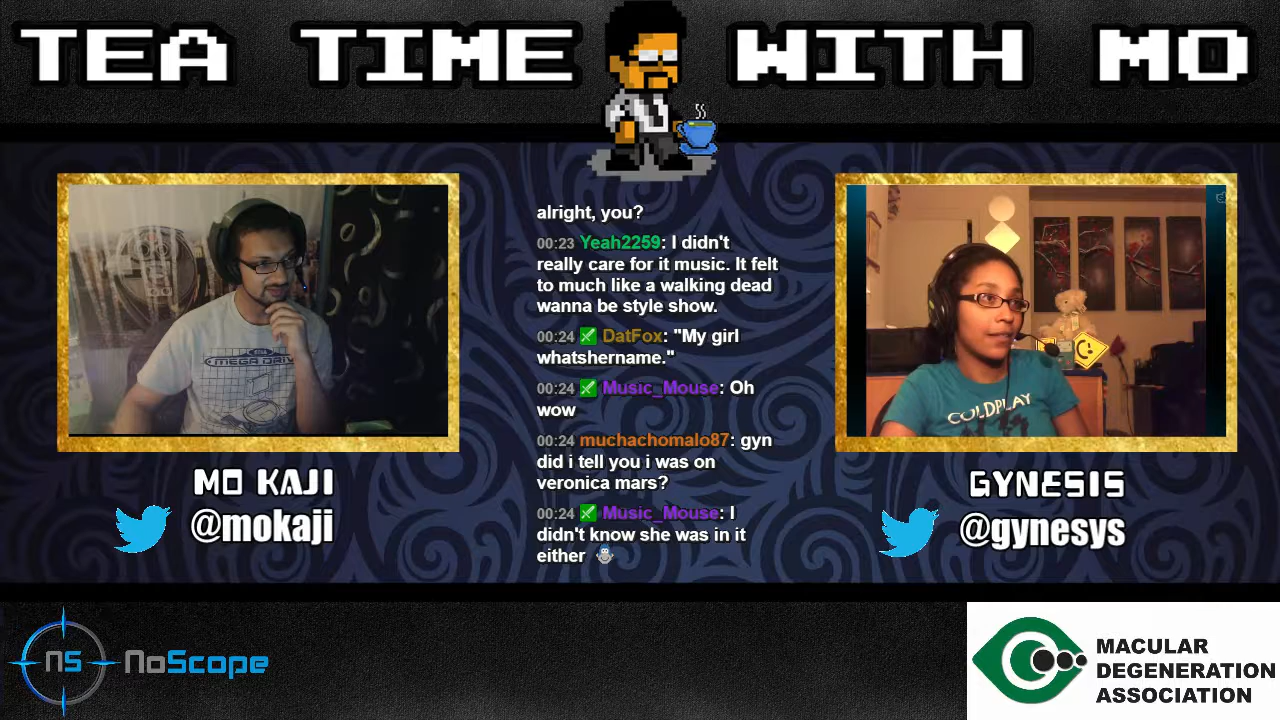 TEA TIME WITH MO
alright, you?
00:23 Yeah2259: I didn't
really care for it music. It felt
to much like a walking dead
wanna be style show.
00:24 DatFox: "My girl
whatshername."
00:24 Music_Mouse: Oh
wow
00:24 muchachomalo87: gyn
did i tell you i was on
veronica mars?
00:24 Music_Mouse: I
didn't know she was in it
either
MEGA DRIVE
COLDPLAY
MO KAJI
@mokaji
GYNESIS
@gynesys
NS NoScope
MACULAR
DEGENERATION
ASSOCIATION